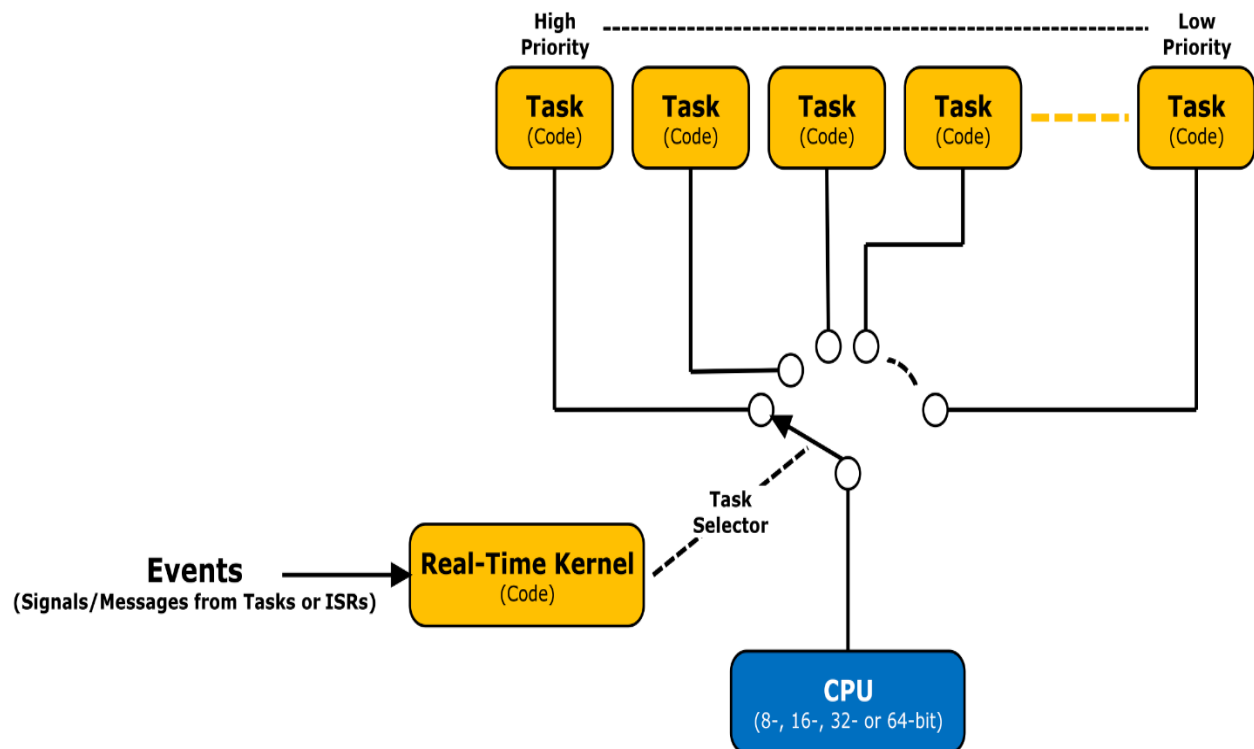 High
Priority
Low
Priority
Task
(Code)
Task
(Code)
Task
(Code)
Task
(Code)
Task
(Code)
Task
Selector
Events
(Signals/Messages from Tasks or ISRs)
Real-Time Kernel
(Code)
CPU
(8-, 16-, 32- or 64-bit)